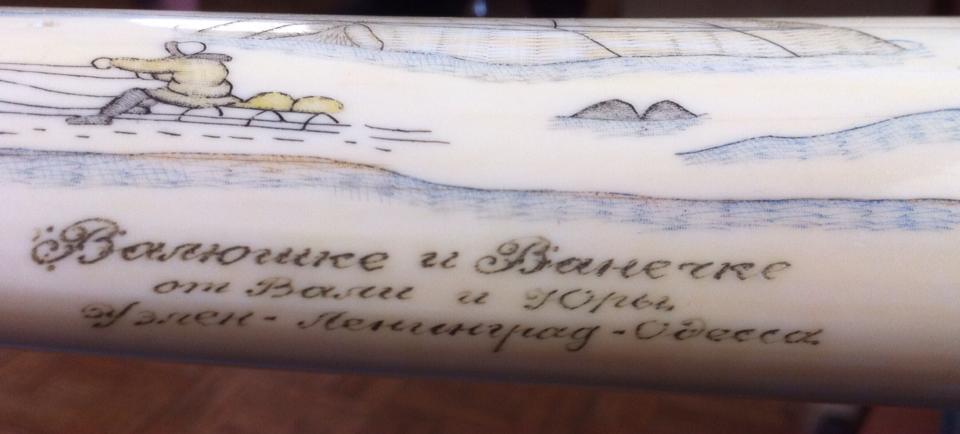 Валюшке и Ванечке
от Вали и Юры
Уэлен - Ленинград - Одесса